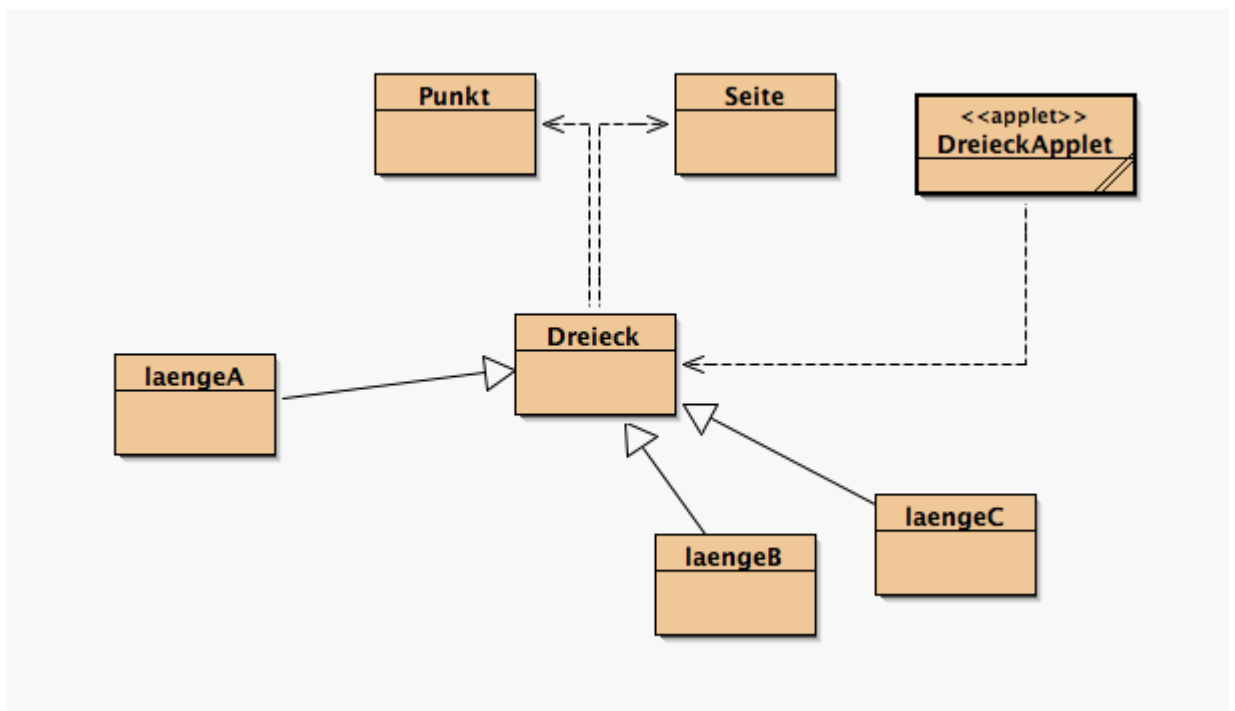 Punkt
Seite
<<applet>>
DreieckApplet
Dreieck
laengeA
laengeC
laengeB